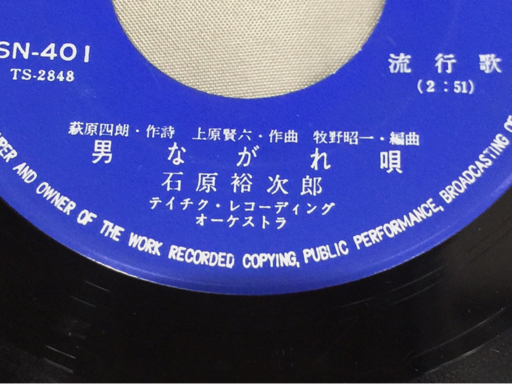 SN-401
TS-2848
流行歌
(2:51)
萩原四朗・作詩 上原賢六・作曲 牧野昭一・編曲
男ながれ唄
石原裕次郎
テイチク・レコーディング
オーケストラ
AND OWNER OF THE WORK RECORDED COPYING, PUBLIC PERFORMANCE, BROADCASTING OF